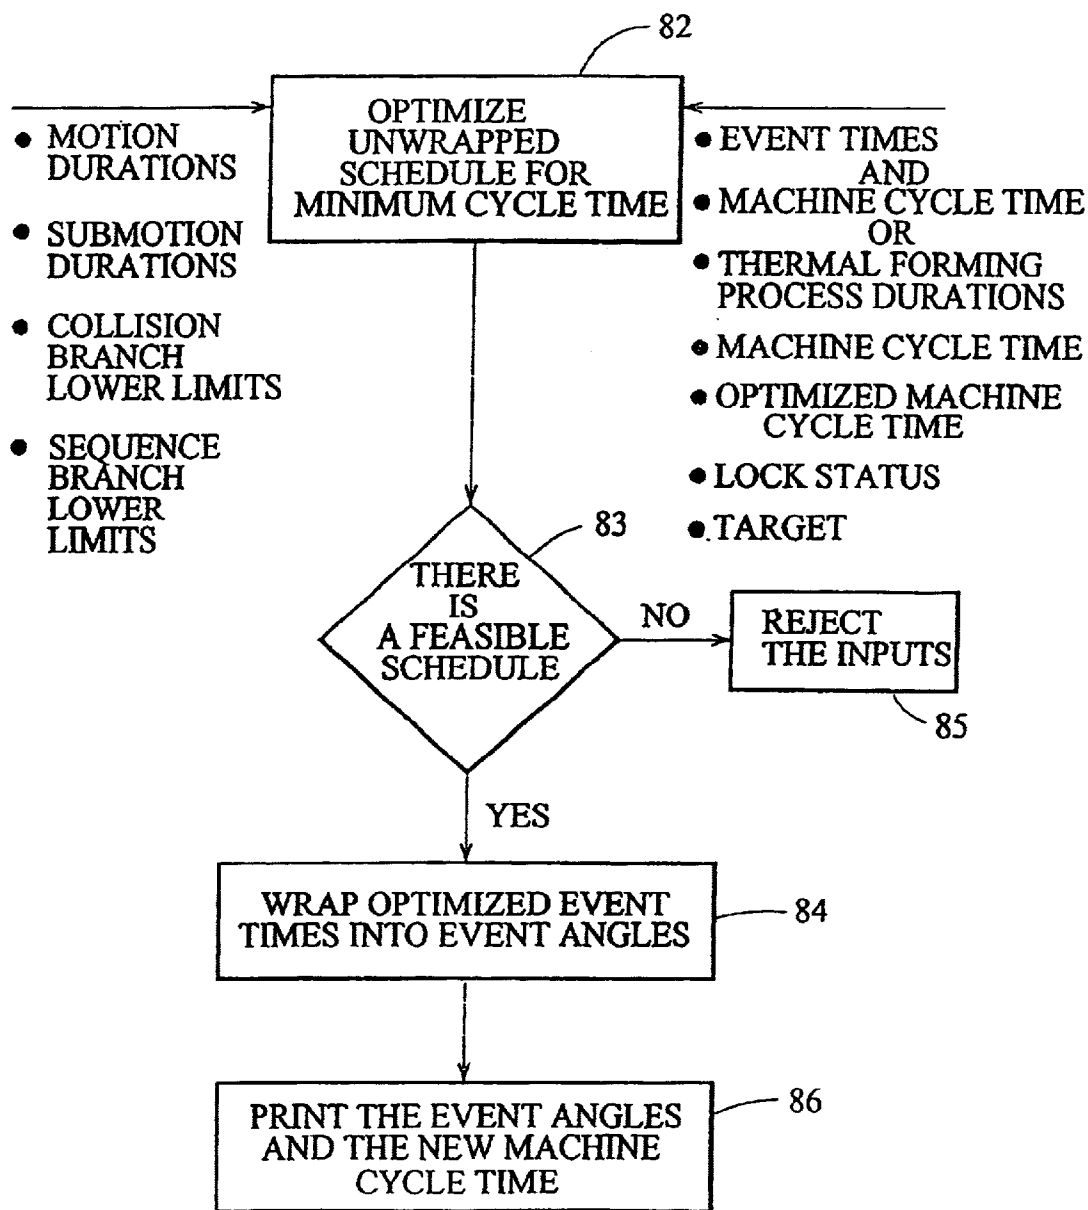 82
OPTIMIZE
UNWRAPPED
SCHEDULE FOR
MINIMUM CYCLE TIME
● MOTION
DURATIONS
● SUBMOTION
DURATIONS
● COLLISION
BRANCH
LOWER LIMITS
● SEQUENCE
BRANCH
LOWER
LIMITS
● EVENT TIMES
AND
● MACHINE CYCLE TIME
OR
● THERMAL FORMING
PROCESS DURATIONS
● MACHINE CYCLE TIME
● OPTIMIZED MACHINE
CYCLE TIME
● LOCK STATUS
● TARGET
83
THERE
IS
A FEASIBLE
SCHEDULE
NO
REJECT
THE INPUTS
85
YES
WRAP OPTIMIZED EVENT
TIMES INTO EVENT ANGLES
84
PRINT THE EVENT ANGLES
AND THE NEW MACHINE
CYCLE TIME
86